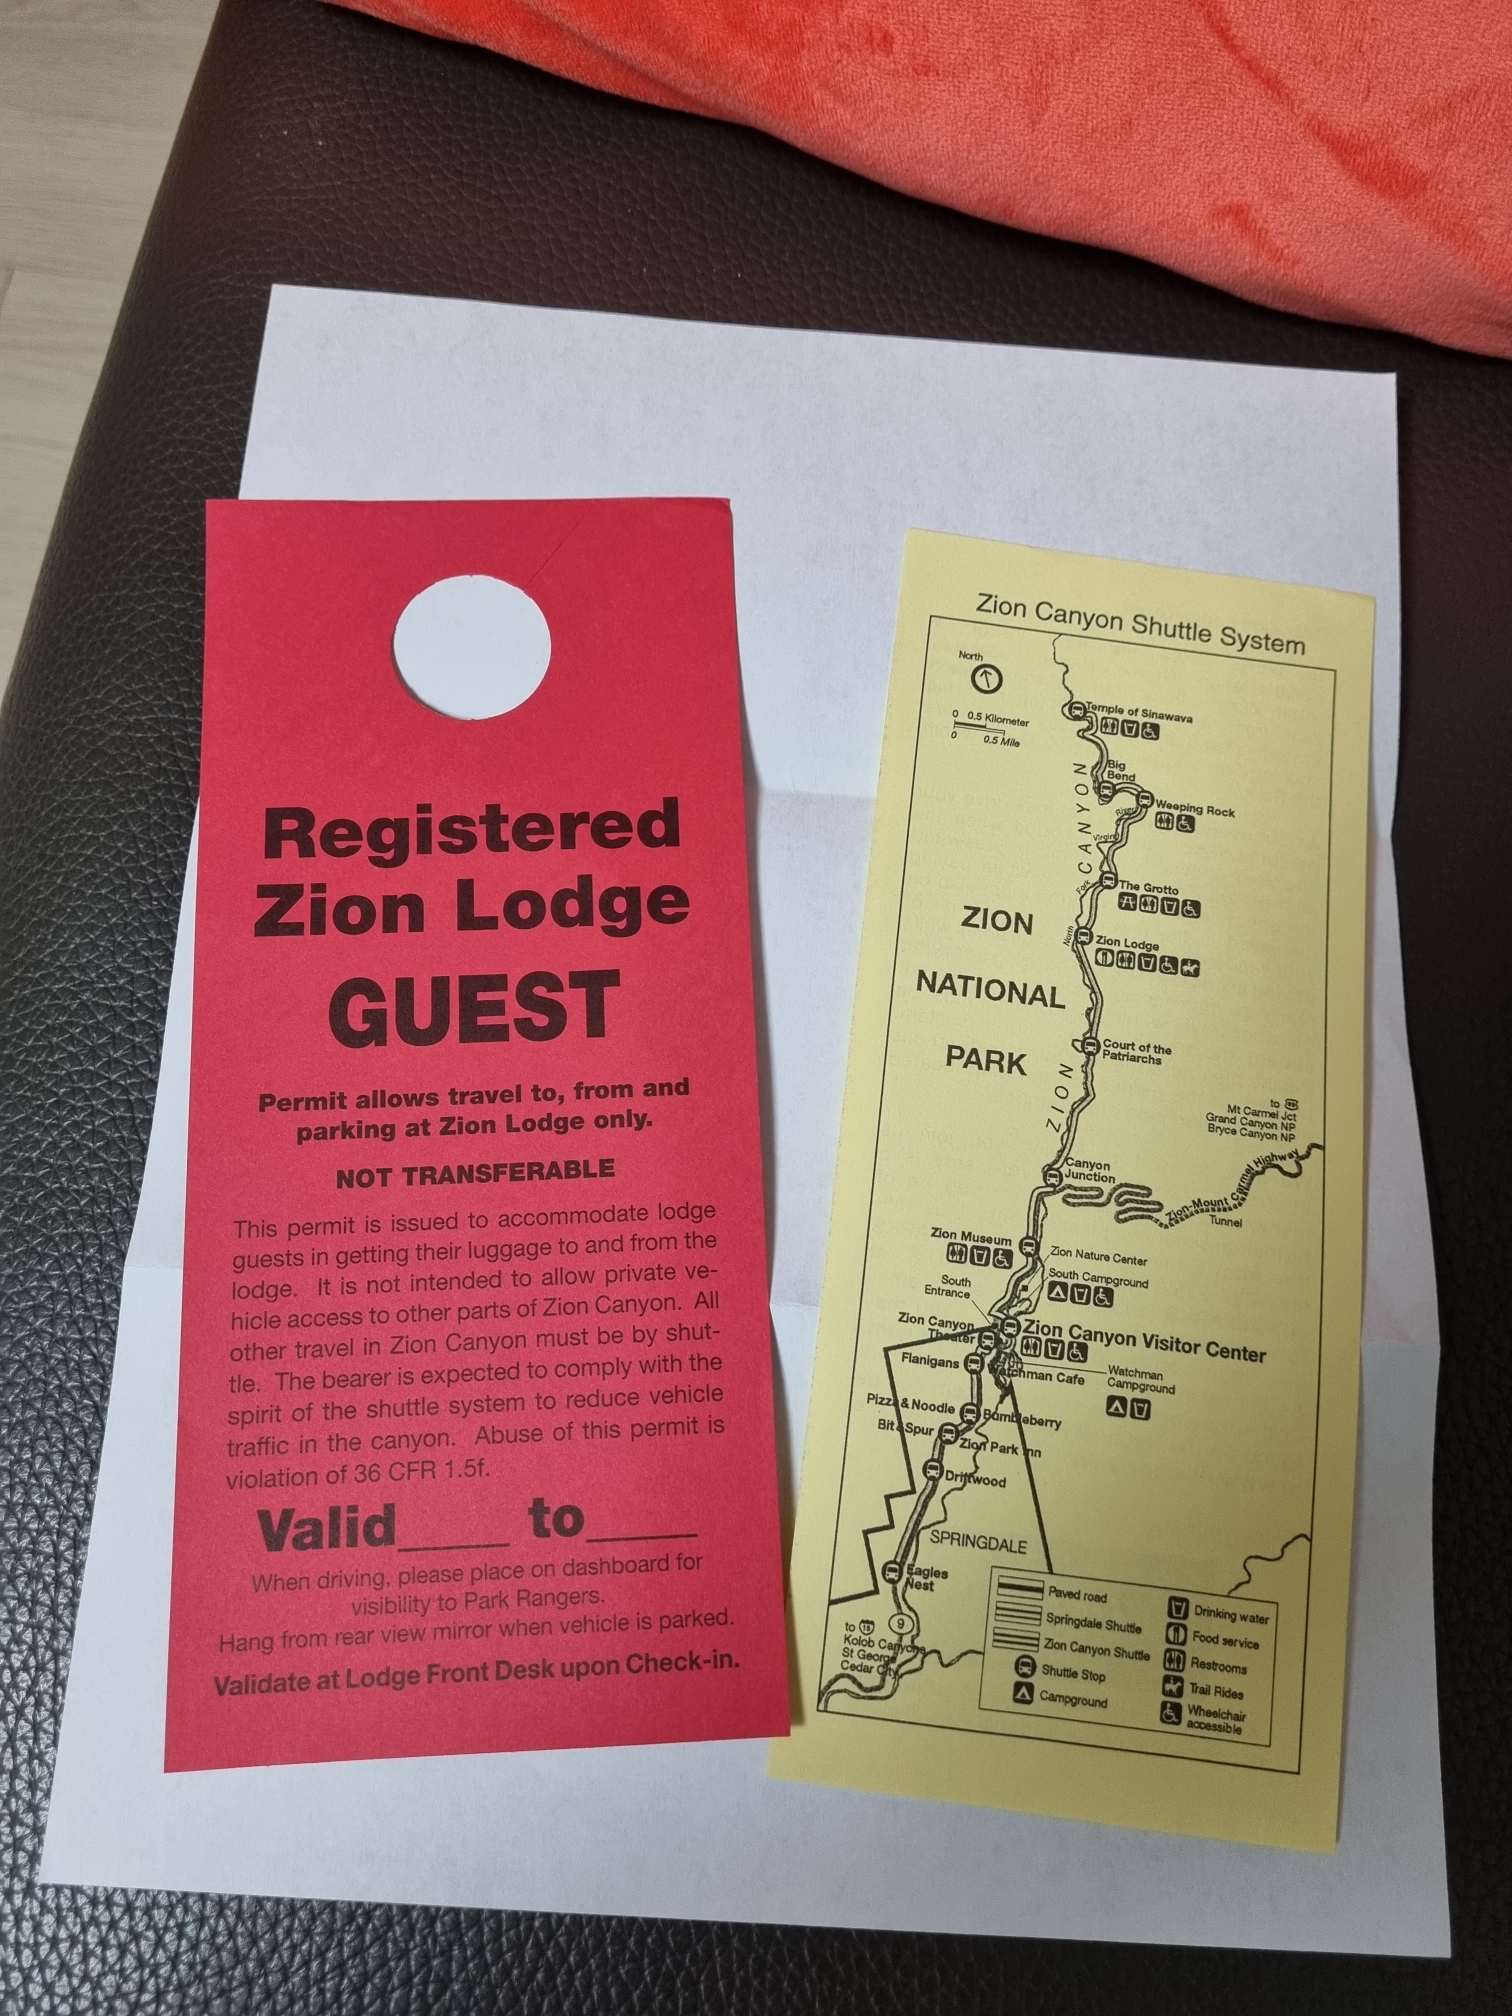 Registered
Zion Lodge
GUEST
Permit allows travel to, from and
parking at Zion Lodge only.
NOT TRANSFERABLE
This permit is issued to accommodate lodge
guests in getting their luggage to and from the
lodge. It is not intended to allow private ve-
hicle access to other parts of Zion Canyon. All
other travel in Zion Canyon must be by shut-
tle. The bearer is expected to comply with the
spirit of the shuttle system to reduce vehicle
traffic in the canyon. Abuse of this permit is
violation of 36 CFR 1.5f.
Valid____ to____
When driving, please place on dashboard for
visibility to Park Rangers.
Hang from rear view mirror when vehicle is parked.
Validate at Lodge Front Desk upon Check-in.
Zion Canyon Shuttle System
North
0 0.5 Kilometer
0 0.5 Mile
Temple of Sinawava
Big
Bend
Weeping Rock
River
Virgin
CANYON
The Grotto
Fork
ZION
North
Zion Lodge
NATIONAL
Court of the
Patriarchs
PARK
ZION
to
Mt Carmel Jct
Grand Canyon NP
Bryce Canyon NP
Canyon
Junction
Zion-Mount Carmel Highway
Tunnel
Zion Museum
Zion Nature Center
South Campground
South
Entrance
Zion Canyon
Theater
Zion Canyon Visitor Center
Flanigans
Watchman Cafe
Watchman
Campground
Pizza & Noodle
Bumbleberry
Bit & Spur
Zion Park Inn
Driftwood
SPRINGDALE
Eagles
Nest
9
to 15
Kolob Canyons
St George
Cedar City
Paved road
Springdale Shuttle
Zion Canyon Shuttle
Shuttle Stop
Campground
Drinking water
Food service
Restrooms
Trail Rides
Wheelchair
accessible